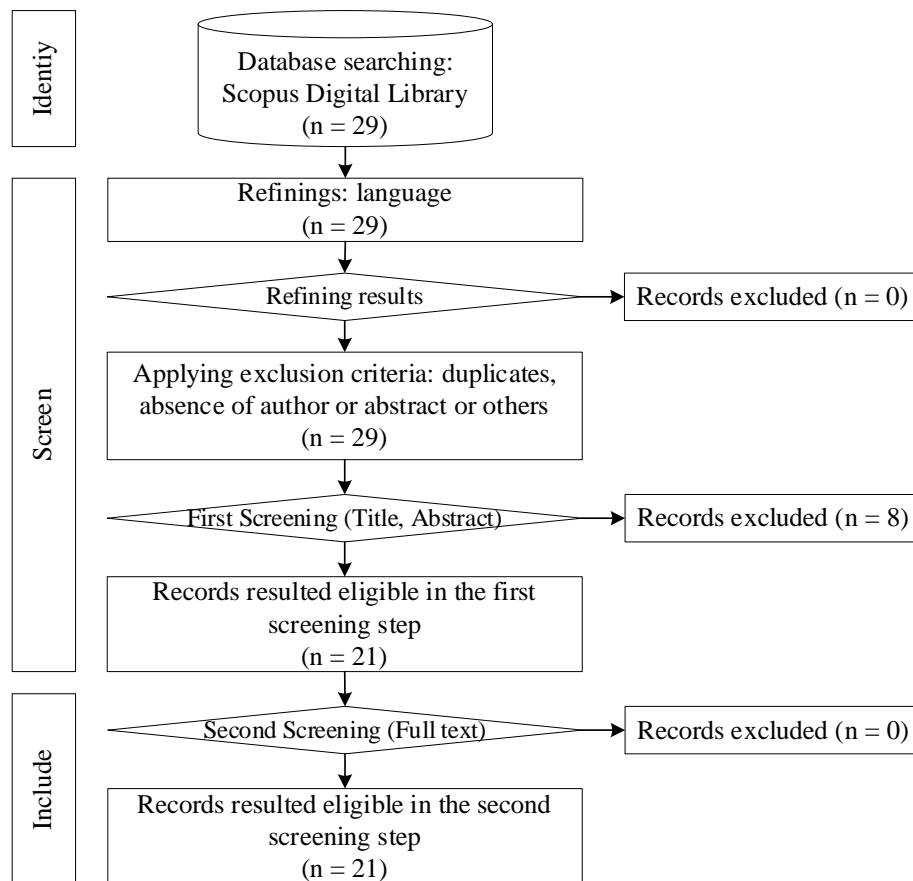 Identiy
Database searching:
Scopus Digital Library
(n = 29)
Screen
Refinings: language
(n = 29)
Refining results
Records excluded (n = 0)
Applying exclusion criteria: duplicates,
absence of author or abstract or others
(n = 29)
First Screening (Title, Abstract)
Records excluded (n = 8)
Records resulted eligible in the first
screening step
(n = 21)
Include
Second Screening (Full text)
Records excluded (n = 0)
Records resulted eligible in the second
screening step
(n = 21)